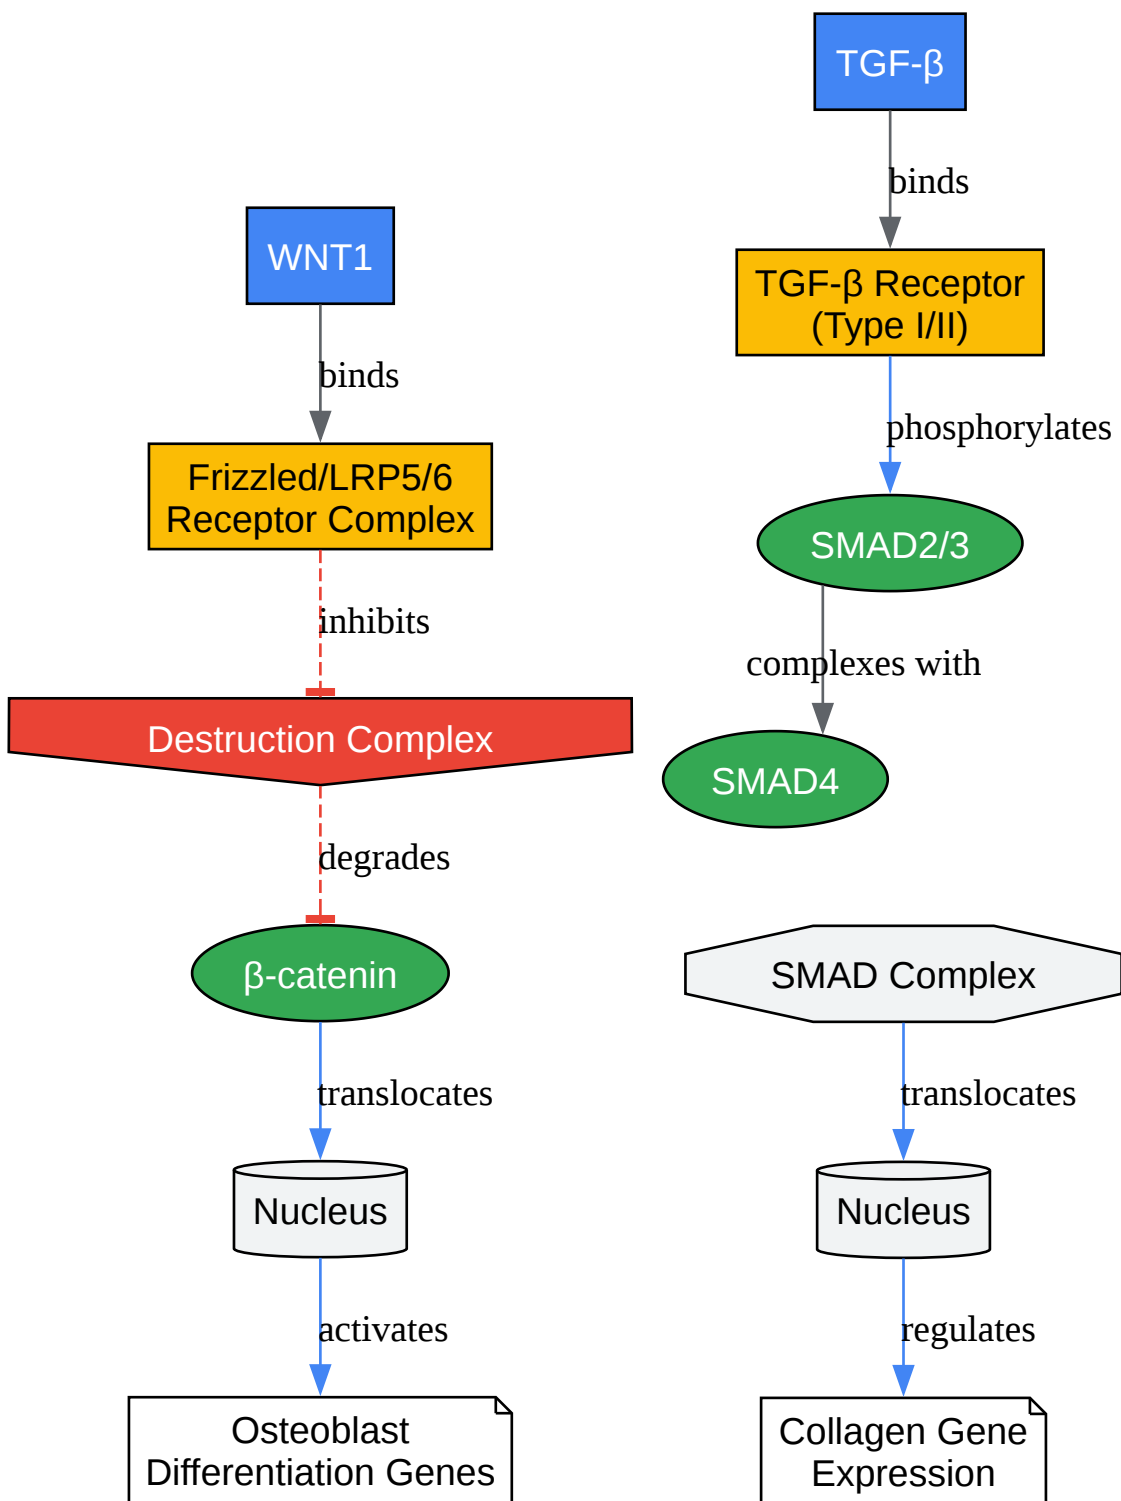 TGF-β
binds
TGF-β Receptor
(Type I/II)
phosphorylates
SMAD2/3
complexes with
SMAD4
SMAD Complex
translocates
Nucleus
regulates
Collagen Gene
Expression
WNT1
binds
Frizzled/LRP5/6
Receptor Complex
inhibits
Destruction Complex
degrades
β-catenin
translocates
Nucleus
activates
Osteoblast
Differentiation Genes